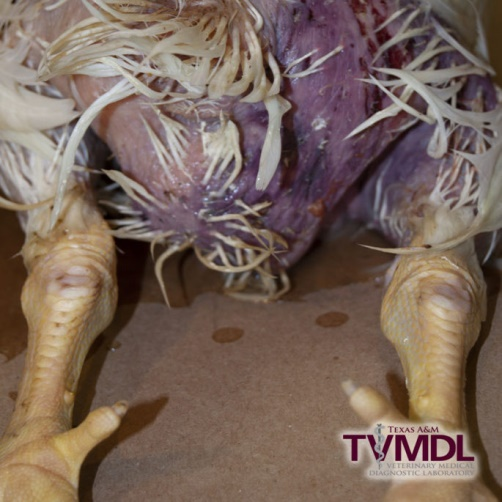 TEXAS A&M
TVMDL
VETERINARY MEDICAL
DIAGNOSTIC LABORATORY